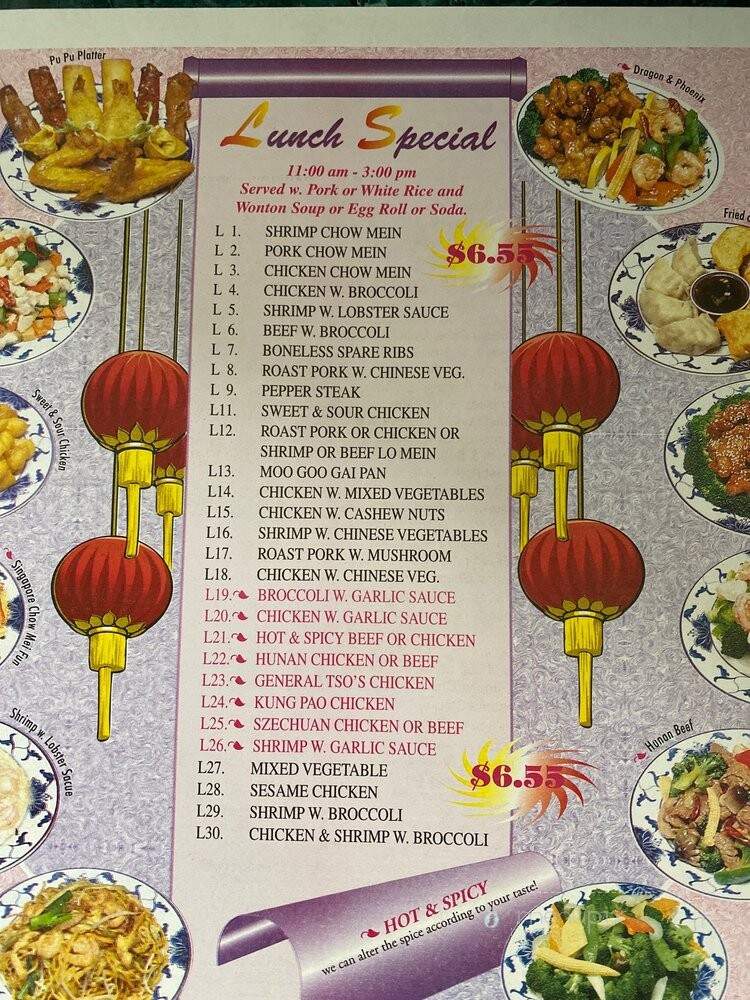 Pu Pu Platter
Dragon & Phoenix
Lunch Special
11:00 am - 3:00 pm
Served w. Pork or White Rice and
Wonton Soup or Egg Roll or Soda.
Fried
L 1. SHRIMP CHOW MEIN
L 2. PORK CHOW MEIN
$6.55
L 3. CHICKEN CHOW MEIN
L 4. CHICKEN W. BROCCOLI
L 5. SHRIMP W. LOBSTER SAUCE
L 6. BEEF W. BROCCOLI
L 7. BONELESS SPARE RIBS
L 8. ROAST PORK W. CHINESE VEG.
L 9. PEPPER STEAK
L11. SWEET & SOUR CHICKEN
L12. ROAST PORK OR CHICKEN OR
SHRIMP OR BEEF LO MEIN
L13. MOO GOO GAI PAN
L14. CHICKEN W. MIXED VEGETABLES
L15. CHICKEN W. CASHEW NUTS
L16. SHRIMP W. CHINESE VEGETABLES
L17. ROAST PORK W. MUSHROOM
L18. CHICKEN W. CHINESE VEG.
L19. BROCCOLI W. GARLIC SAUCE
L20. CHICKEN W. GARLIC SAUCE
L21. HOT & SPICY BEEF OR CHICKEN
L22. HUNAN CHICKEN OR BEEF
L23. GENERAL TSO'S CHICKEN
L24. KUNG PAO CHICKEN
L25. SZECHUAN CHICKEN OR BEEF
L26. SHRIMP W. GARLIC SAUCE
L27. MIXED VEGETABLE
$6.55
L28. SESAME CHICKEN
L29. SHRIMP W. BROCCOLI
L30. CHICKEN & SHRIMP W. BROCCOLI
Sweet & Sour Chicken
Singapore Chow Mei Fun
Shrimp w. Lobster Sacue
Hunan Beef
HOT & SPICY
we can alter the spice according to your taste!